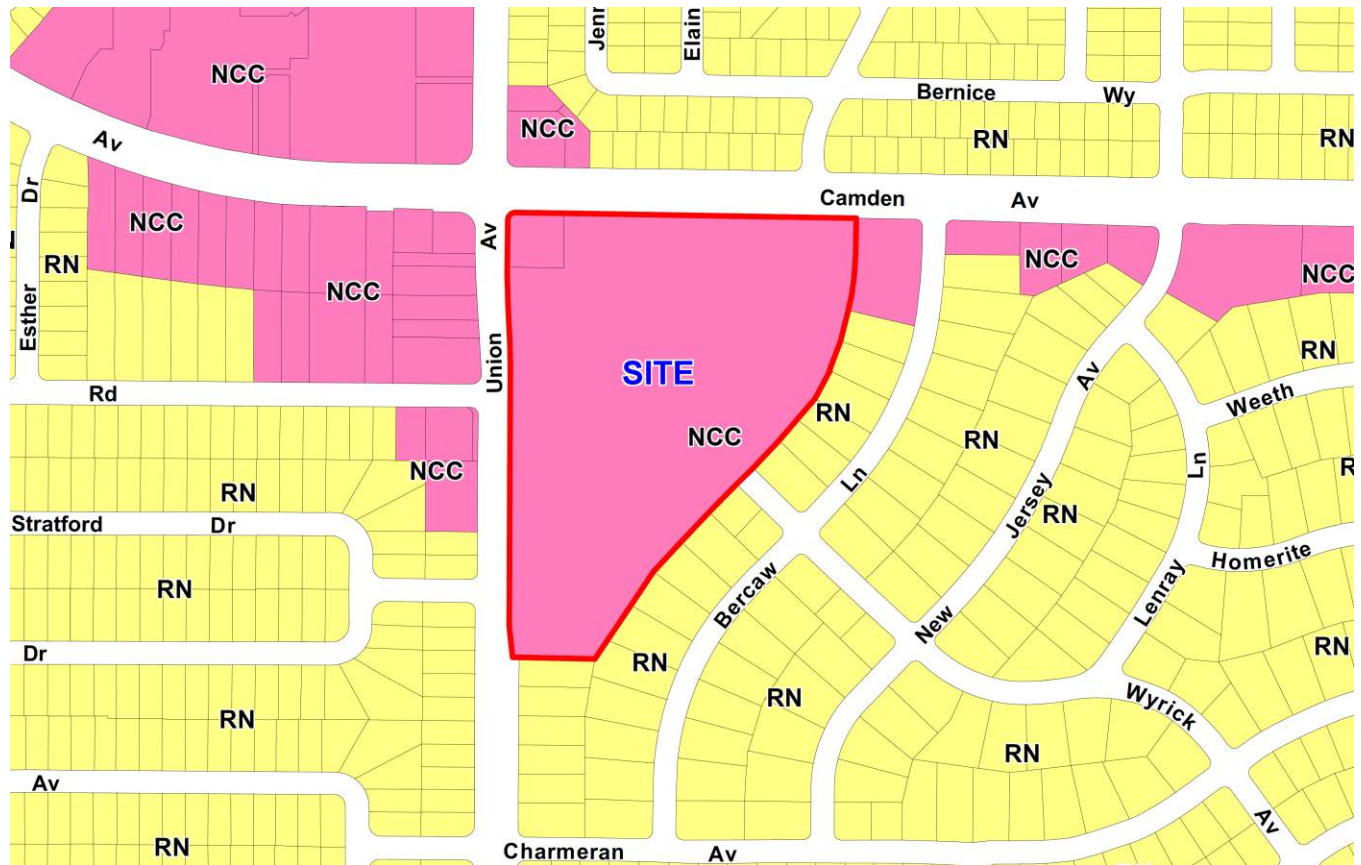 Jenr
Elain
NCC
Bernice Wy
NCC
RN
RN
Av
Dr
Camden Av
NCC
Av
RN
NCC
NCC
NCC
Esther
Union
SITE
RN
Rd
Av
Weeth
RN
NCC
RN
NCC
RN
Ln
Ln
Stratford Dr
Jersey
RN
Homerite
RN
Bercaw
Lenray
New
Dr
RN
RN
RN
RN
Wyrick
RN
Av
Av
RN
Charmeran Av